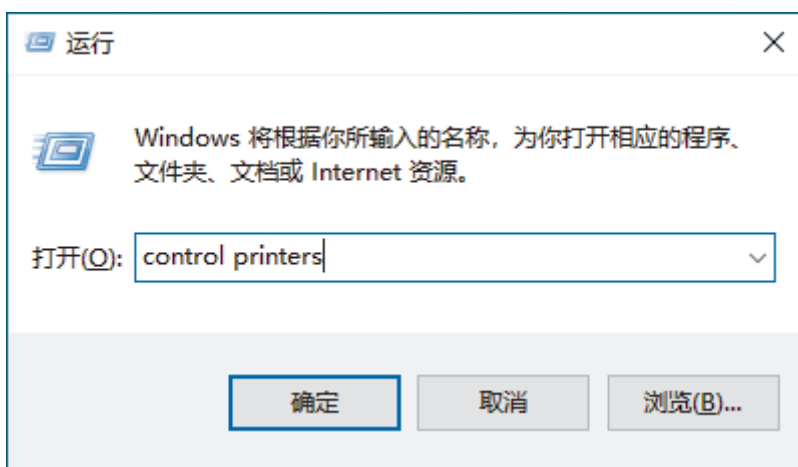 运行
Windows 将根据你所输入的名称，为你打开相应的程序、
文件夹、文档或 Internet 资源。
打开(O): control printers
确定 取消 浏览(B)...